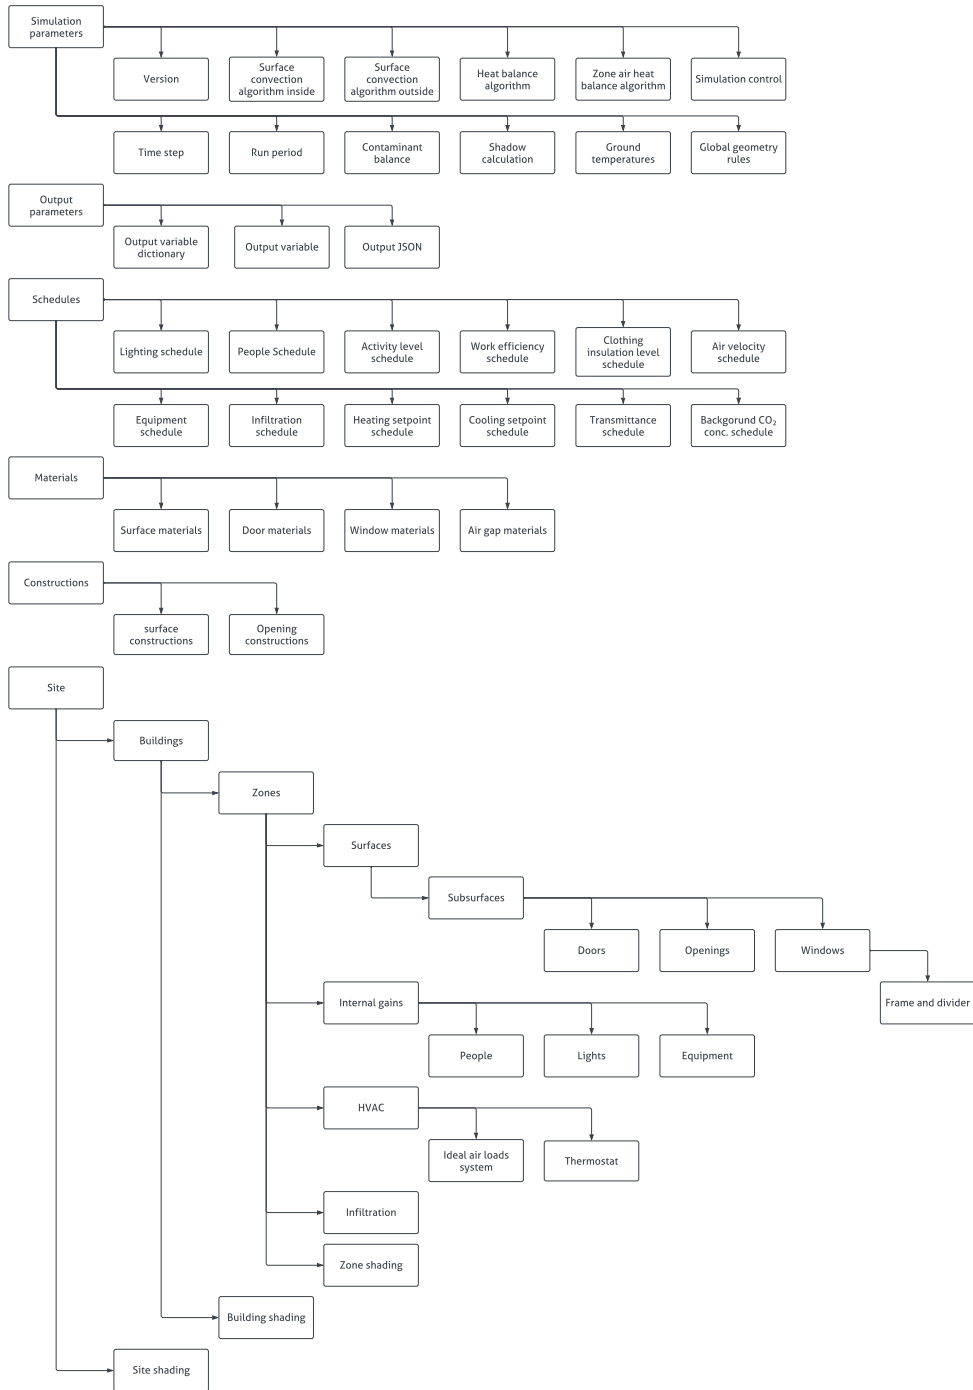 Simulation
parameters
Version
Surface
convection
algorithm inside
Surface
convection
algorithm outside
Heat balance
algorithm
Zone air heat
balance algorithm
Simulation control
Time step
Run period
Contaminant
balance
Shadow
calculation
Ground
temperatures
Global geometry
rules
Output
parameters
Output variable
dictionary
Output variable
Output JSON
Schedules
Lighting schedule
People Schedule
Activity level
schedule
Work efficiency
schedule
Clothing
insulation level
schedule
Air velocity
schedule
Equipment
schedule
Infiltration
schedule
Heating setpoint
schedule
Cooling setpoint
schedule
Transmittance
schedule
Backgorund CO₂
conc. schedule
Materials
Surface materials
Door materials
Window materials
Air gap materials
Constructions
surface
constructions
Opening
constructions
Site
Buildings
Zones
Surfaces
Subsurfaces
Doors
Openings
Windows
Frame and divider
Internal gains
People
Lights
Equipment
HVAC
Ideal air loads
system
Thermostat
Infiltration
Zone shading
Building shading
Site shading